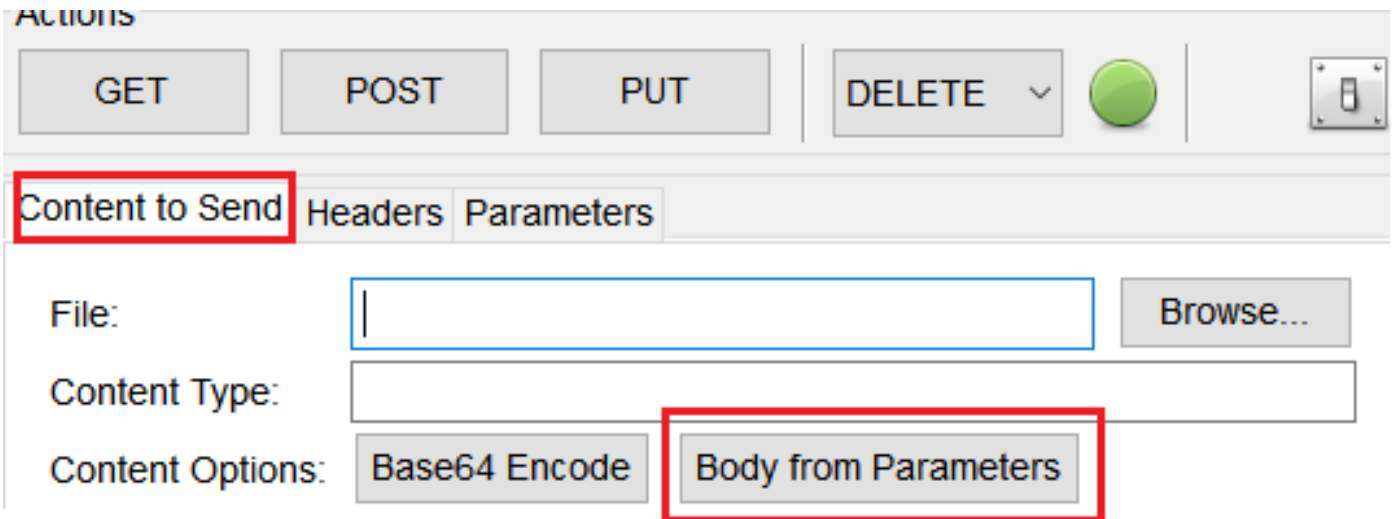 Actions
GET POST PUT DELETE
Content to Send Headers Parameters
File: Browse...
Content Type:
Content Options: Base64 Encode Body from Parameters